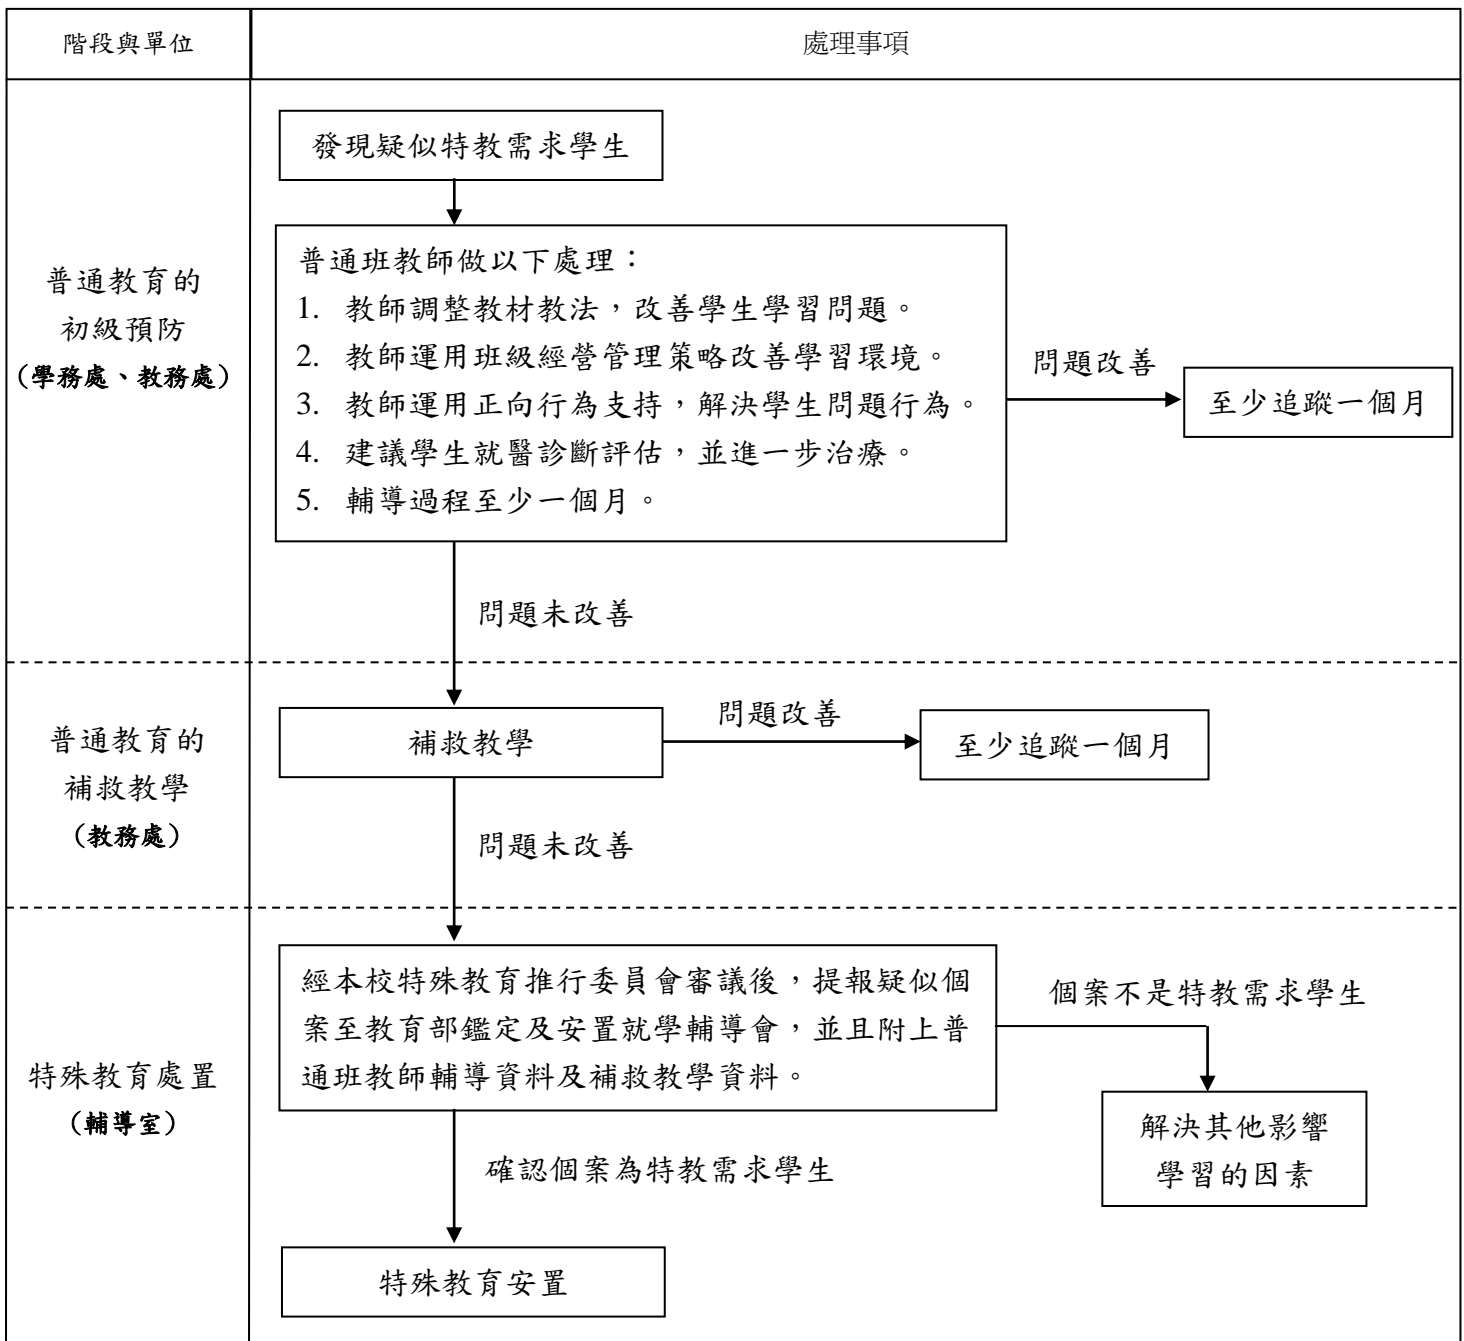 階段與單位
處理事項
發現疑似特教需求學生
普通教育的
初級預防
（學務處、教務處）
普通班教師做以下處理：
1. 教師調整教材教法，改善學生學習問題。
2. 教師運用班級經營管理策略改善學習環境。
3. 教師運用正向行為支持，解決學生問題行為。
4. 建議學生就醫診斷評估，並進一步治療。
5. 輔導過程至少一個月。
問題改善
至少追蹤一個月
問題未改善
普通教育的
補救教學
（教務處）
補救教學
問題改善
至少追蹤一個月
問題未改善
特殊教育處置
（輔導室）
經本校特殊教育推行委員會審議後，提報疑似個
案至教育部鑑定及安置就學輔導會，並且附上普
通班教師輔導資料及補救教學資料。
個案不是特教需求學生
解決其他影響
學習的因素
確認個案為特教需求學生
特殊教育安置